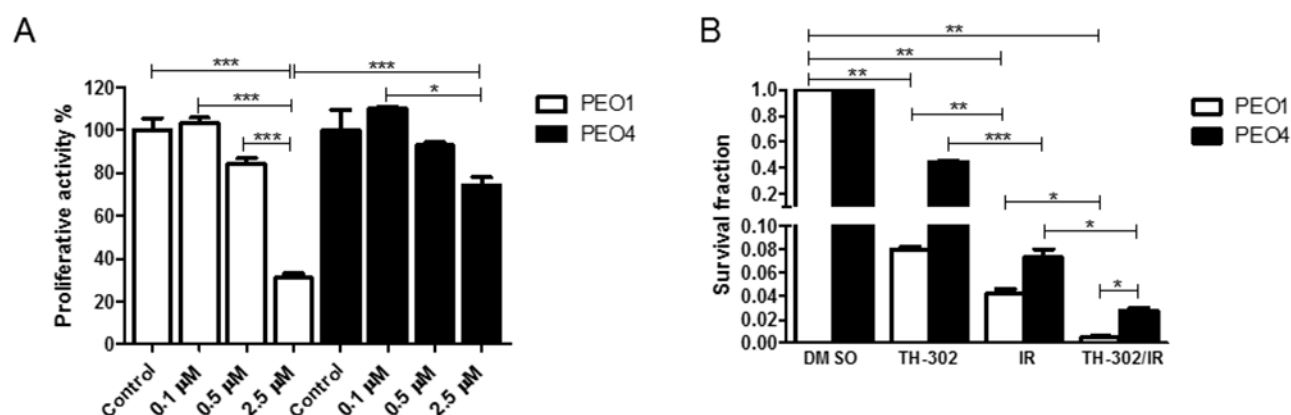 A
Proliferative activity %
120
100
80
60
40
20
0
***
***
***
***
*
Control
0.1 µM
0.5 µM
2.5 µM
Control
0.1 µM
0.5 µM
2.5 µM
PEO1
PEO4
B
Survival fraction
1.0
0.8
0.6
0.4
0.2
0.10
0.08
0.06
0.04
0.02
0.00
**
**
**
**
***
*
*
*
DM SO
TH-302
IR
TH-302/IR
PEO1
PEO4